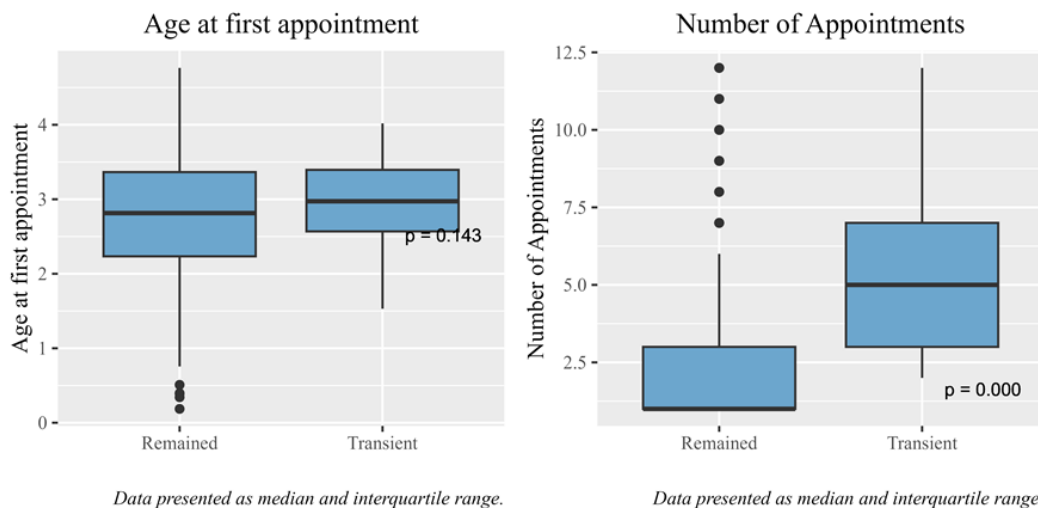 Age at first appointment
Age at first appointment
4
3
2
1
0
p = 0.143
Remained
Transient
Data presented as median and interquartile range.
Number of Appointments
Number of Appointments
12.5
10.0
7.5
5.0
2.5
p = 0.000
Remained
Transient
Data presented as median and interquartile range